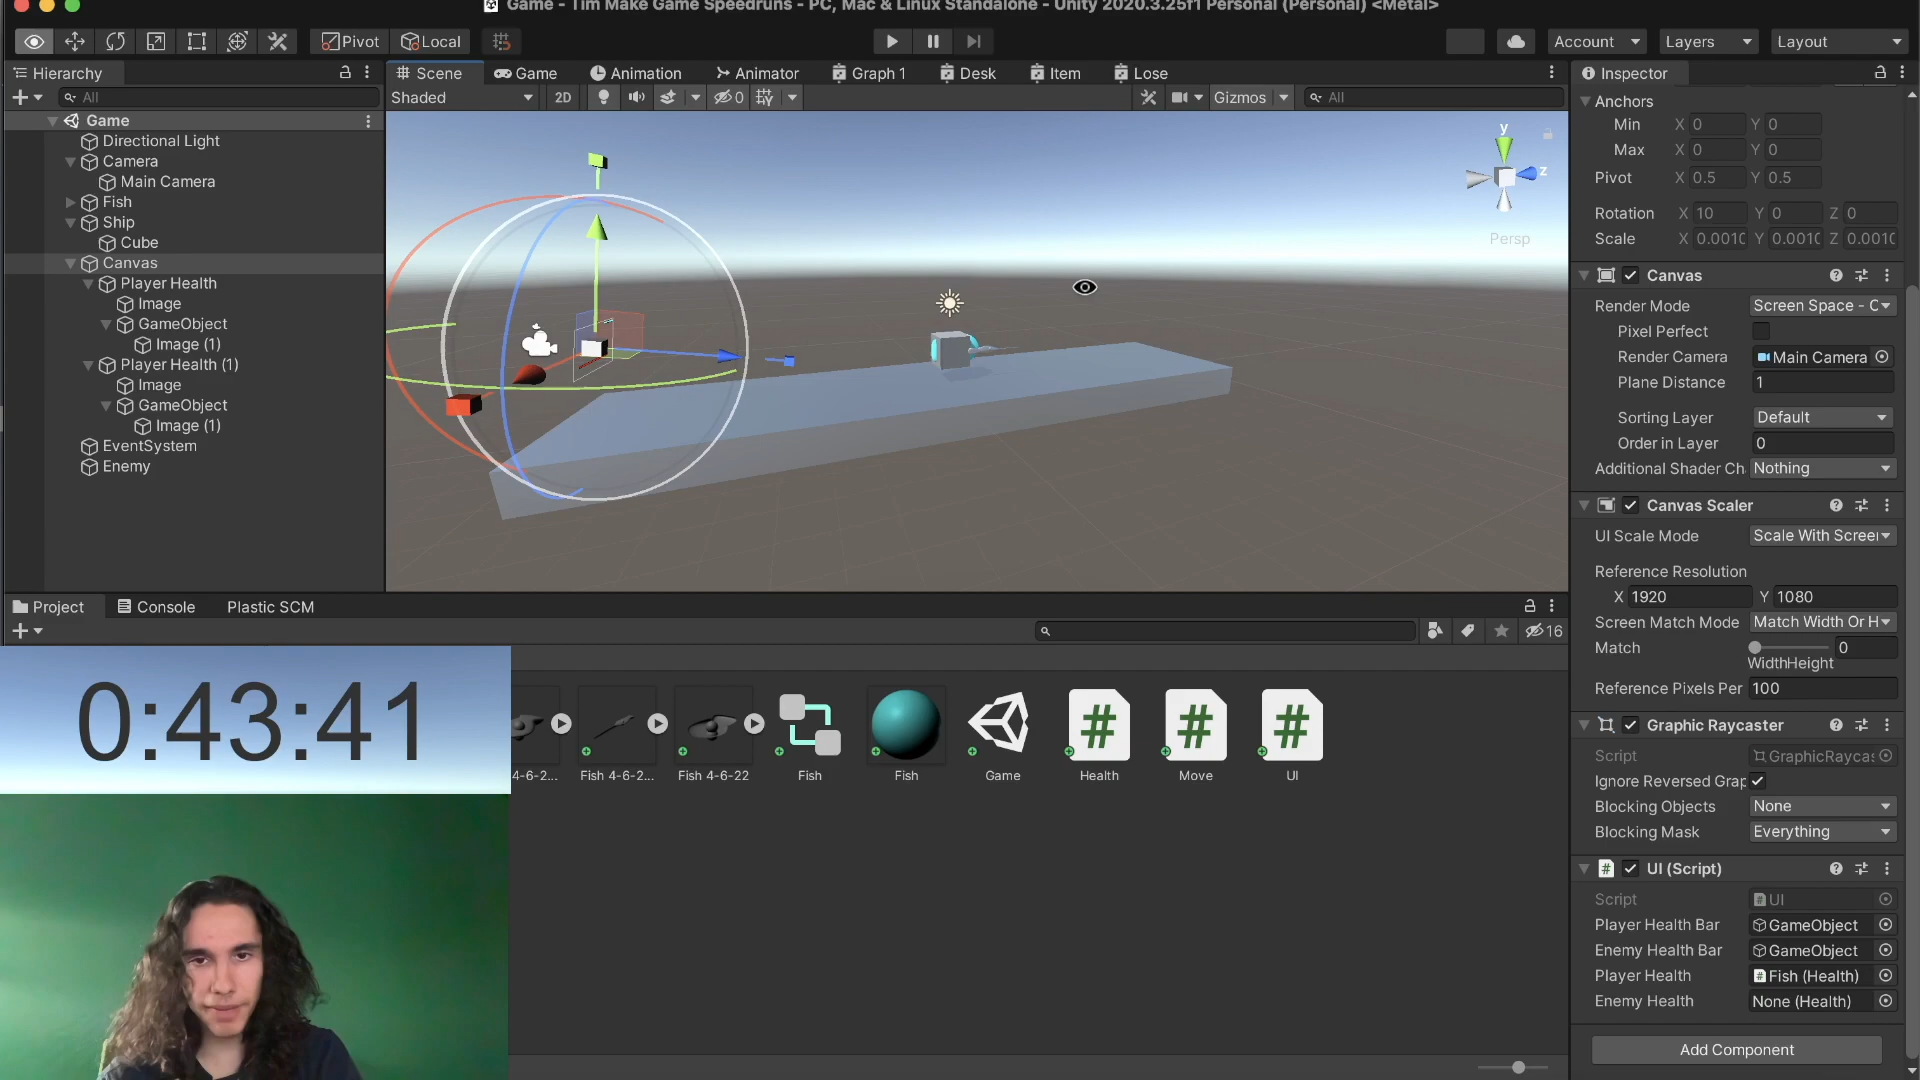 Game - Tim Make Game Speedruns - PC, Mac & Linux Standalone - Unity 2020.3.25f1 Personal (Personal) <Metal>
Pivot Local Account Layers Layout
Hierarchy
All
Game
Directional Light
Camera
Main Camera
Fish
Ship
Cube
Canvas
Player Health
Image
GameObject
Image (1)
Player Health (1)
Image
GameObject
Image (1)
EventSystem
Enemy
Scene Game Animation Animator Graph 1 Desk Item Lose
Shaded 2D 0 Gizmos All
y
z
Persp
Inspector
Anchors
Min X 0 Y 0
Max X 0 Y 0
Pivot X 0.5 Y 0.5
Rotation X 10 Y 0 Z 0
Scale X 0.001( Y 0.001( Z 0.001(
Canvas
Render Mode Screen Space - C
Pixel Perfect
Render Camera Main Camera
Plane Distance 1
Sorting Layer Default
Order in Layer 0
Additional Shader Ch Nothing
Canvas Scaler
UI Scale Mode Scale With Screen
Reference Resolution
X 1920 Y 1080
Screen Match Mode Match Width Or H
Match 0
Width Height
Reference Pixels Per 100
Graphic Raycaster
Script GraphicRaycas
Ignore Reversed Grap
Blocking Objects None
Blocking Mask Everything
UI (Script)
Script UI
Player Health Bar GameObject
Enemy Health Bar GameObject
Player Health Fish (Health)
Enemy Health None (Health)
Add Component
Project Console Plastic SCM
16
0:43:41
4-6-2... Fish 4-6-2... Fish 4-6-22 Fish Fish Game Health Move UI